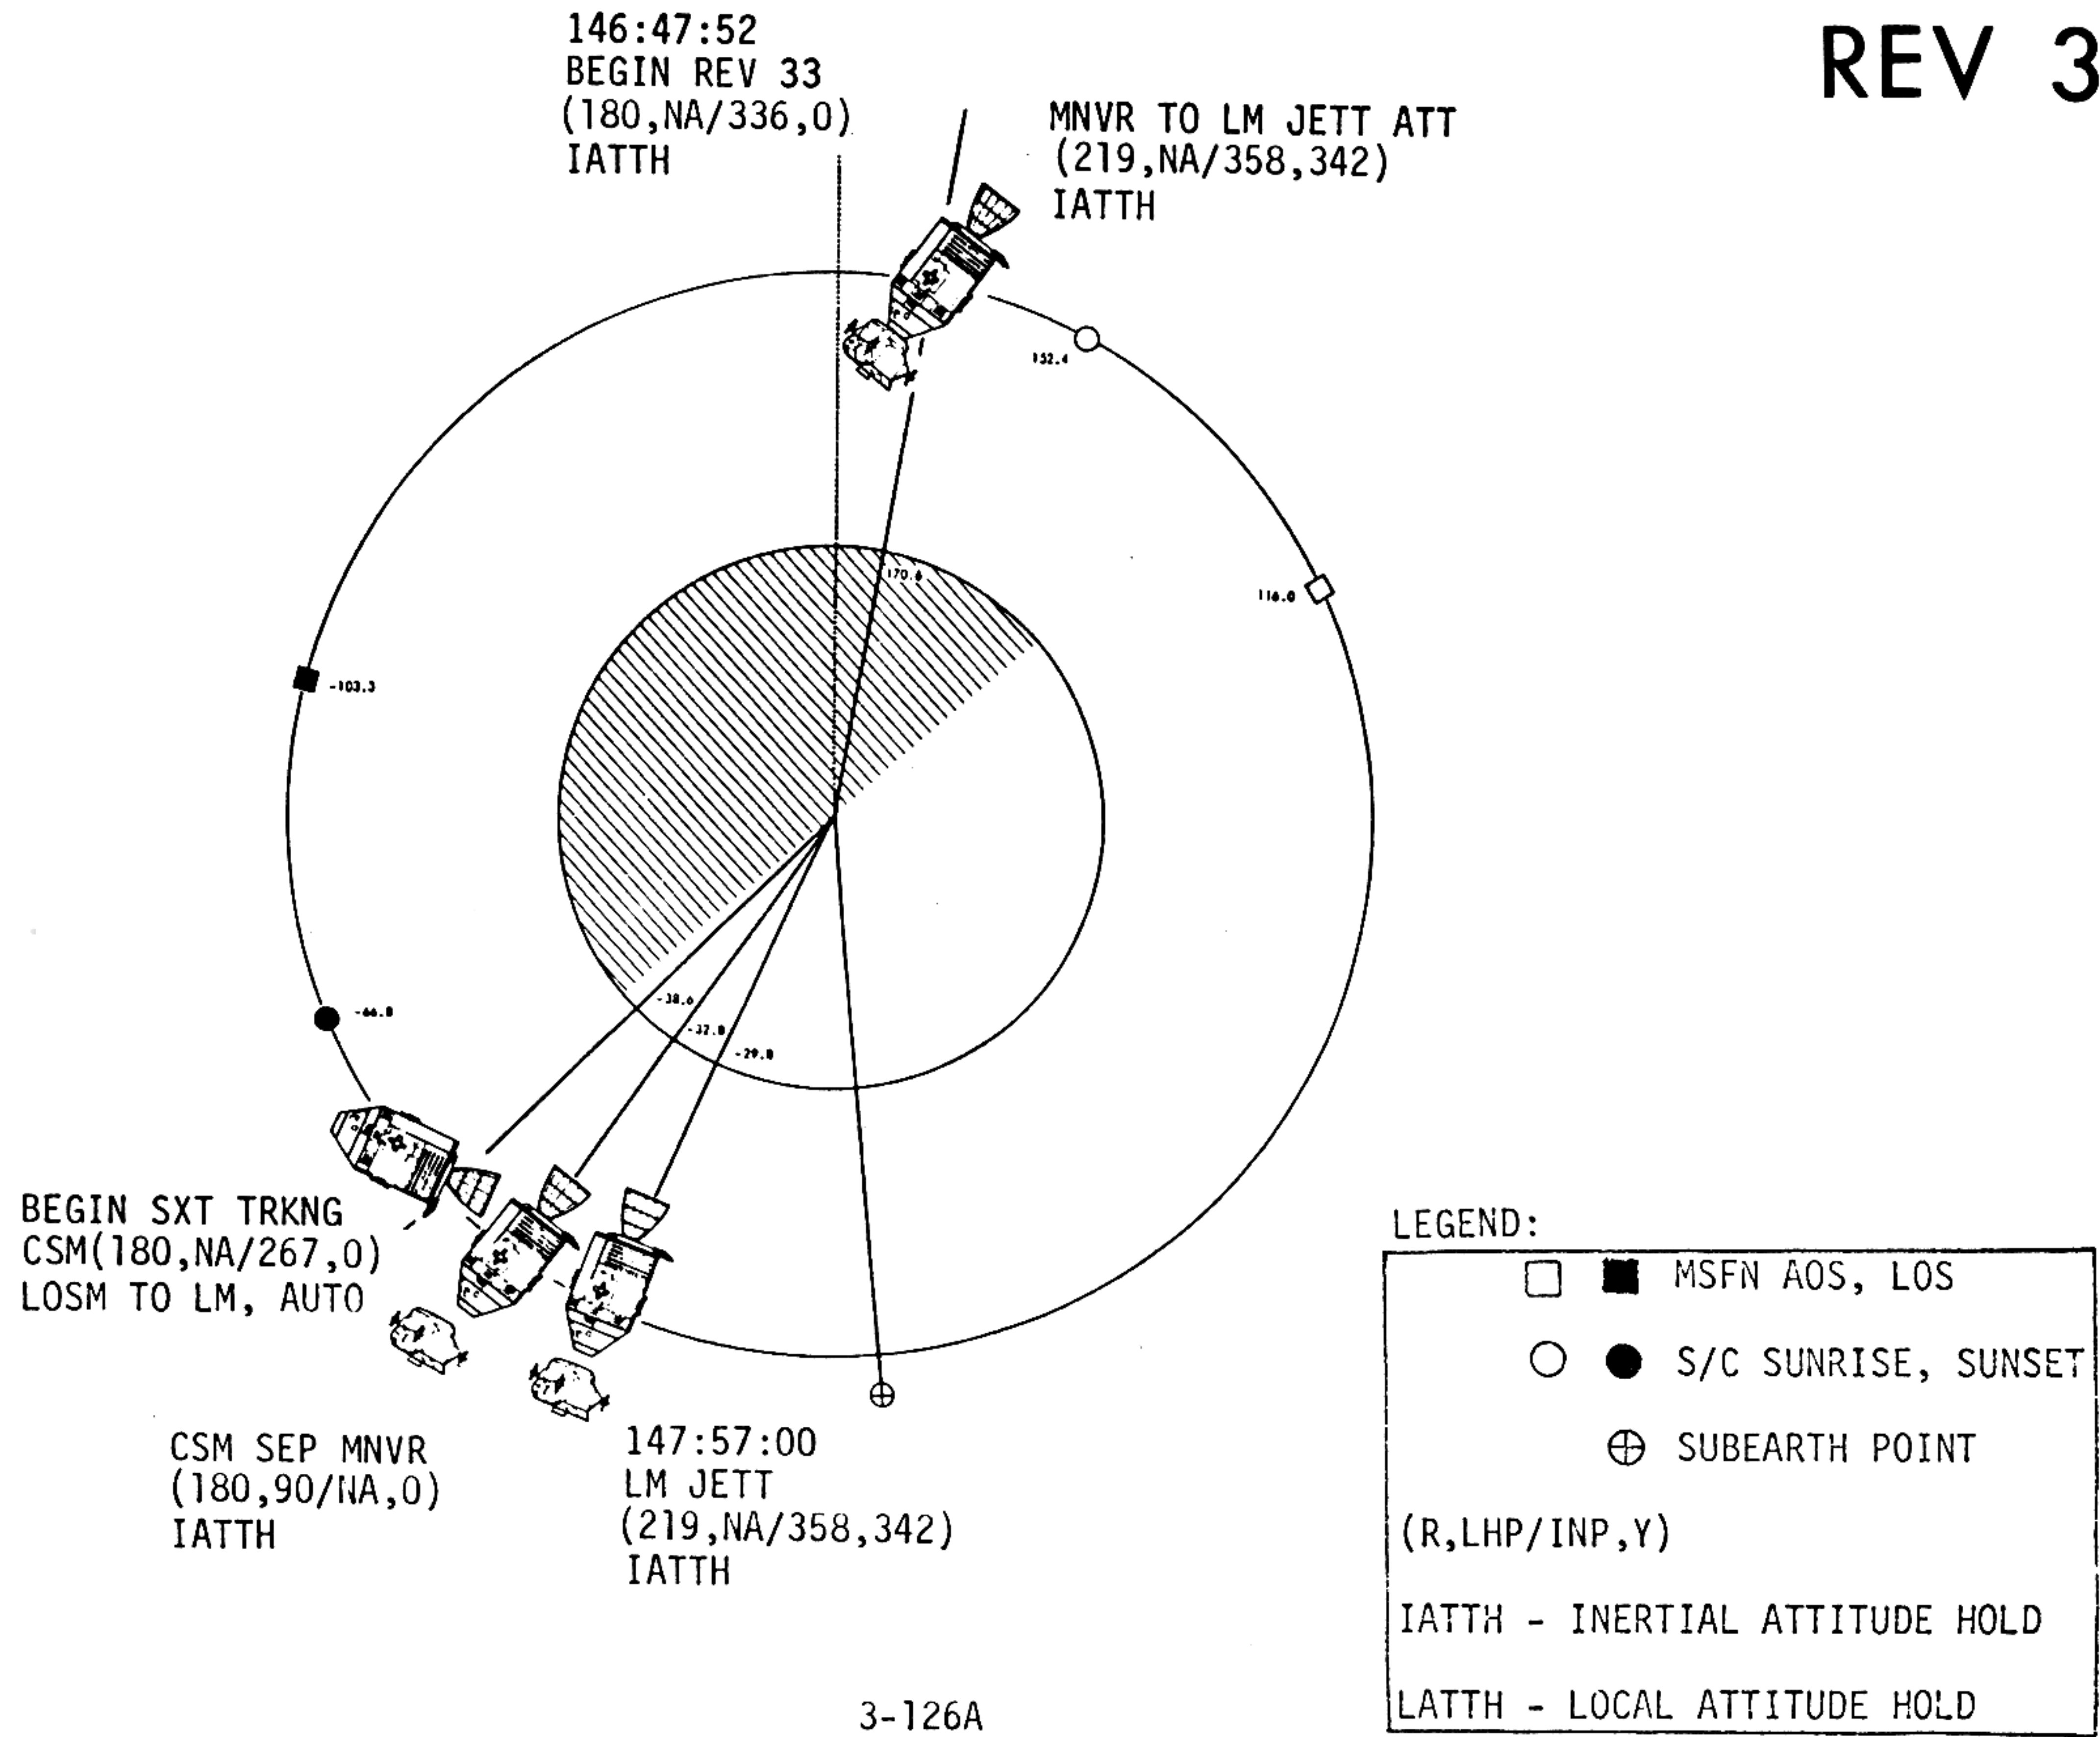 146:47:52
BEGIN REV 33
(180,NA/336,0)
IATTH
REV 3
MNVR TO LM JETT ATT
(219,NA/358,342)
IATTH
152.4
170.6
116.0
-103.3
-66.8
-38.6
-32.8
-29.8
BEGIN SXT TRKNG
CSM(180,NA/267,0)
LOSM TO LM, AUTO
CSM SEP MNVR
(180,90/NA,0)
IATTH
147:57:00
LM JETT
(219,NA/358,342)
IATTH
LEGEND:
MSFN AOS, LOS
S/C SUNRISE, SUNSET
SUBEARTH POINT
(R,LHP/INP,Y)
IATTH - INERTIAL ATTITUDE HOLD
LATTH - LOCAL ATTITUDE HOLD
3-126A